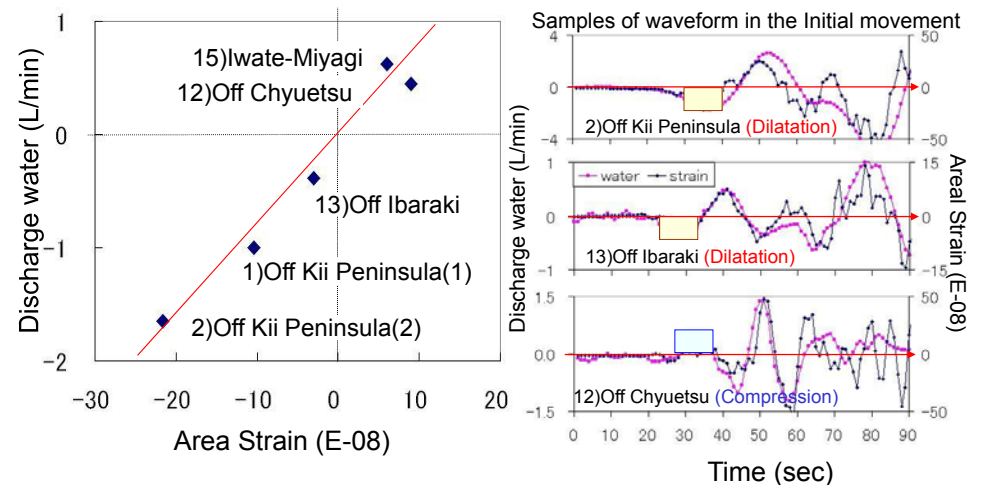 Discharge water (L/min)
1
0
-1
-2
15)Iwate-Miyagi
12)Off Chyuetsu
13)Off Ibaraki
1)Off Kii Peninsula(1)
2)Off Kii Peninsula(2)
-30
-20
-10
0
10
20
Area Strain (E-08)
Samples of waveform in the Initial movement
Discharge water (L/min)
4
0
-4
50
0
-50
2)Off Kii Peninsula (Dilatation)
1
0
-1
15
0
-15
water
strain
13)Off Ibaraki (Dilatation)
1.5
0.0
-1.5
50
0
-50
12)Off Chyuetsu (Compression)
Areal Strain (E-08)
0 10 20 30 40 50 60 70 80 90
Time (sec)